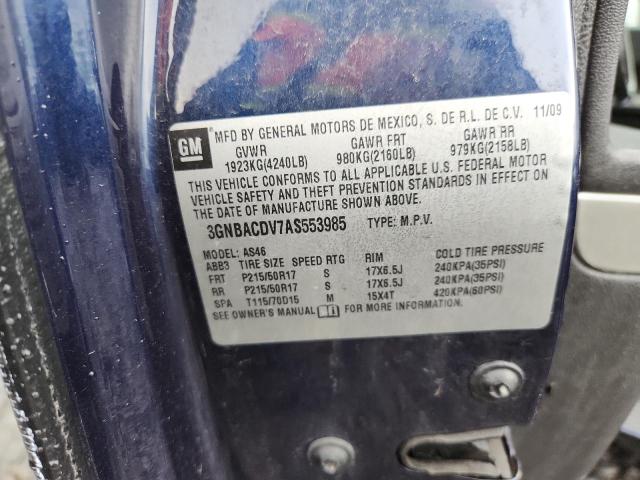 GM
MFD BY GENERAL MOTORS DE MEXICO, S. DE R.L. DE C.V. 11/09
GVWR GAWR FRT GAWR RR
1923KG(4240LB) 980KG(2160LB) 979KG(2158LB)
THIS VEHICLE CONFORMS TO ALL APPLICABLE U.S. FEDERAL MOTOR
VEHICLE SAFETY AND THEFT PREVENTION STANDARDS IN EFFECT ON
THE DATE OF MANUFACTURE SHOWN ABOVE.
3GNBACDV7AS553985 TYPE: M.P.V.
MODEL: AS46
ABB3 TIRE SIZE SPEED RTG RIM COLD TIRE PRESSURE
FRT P215/50R17 S 17X6.5J 240KPA(35PSI)
RR P215/50R17 S 17X6.5J 240KPA(35PSI)
SPA T115/70D15 M 15X4T 420KPA(60PSI)
SEE OWNER'S MANUAL FOR MORE INFORMATION.